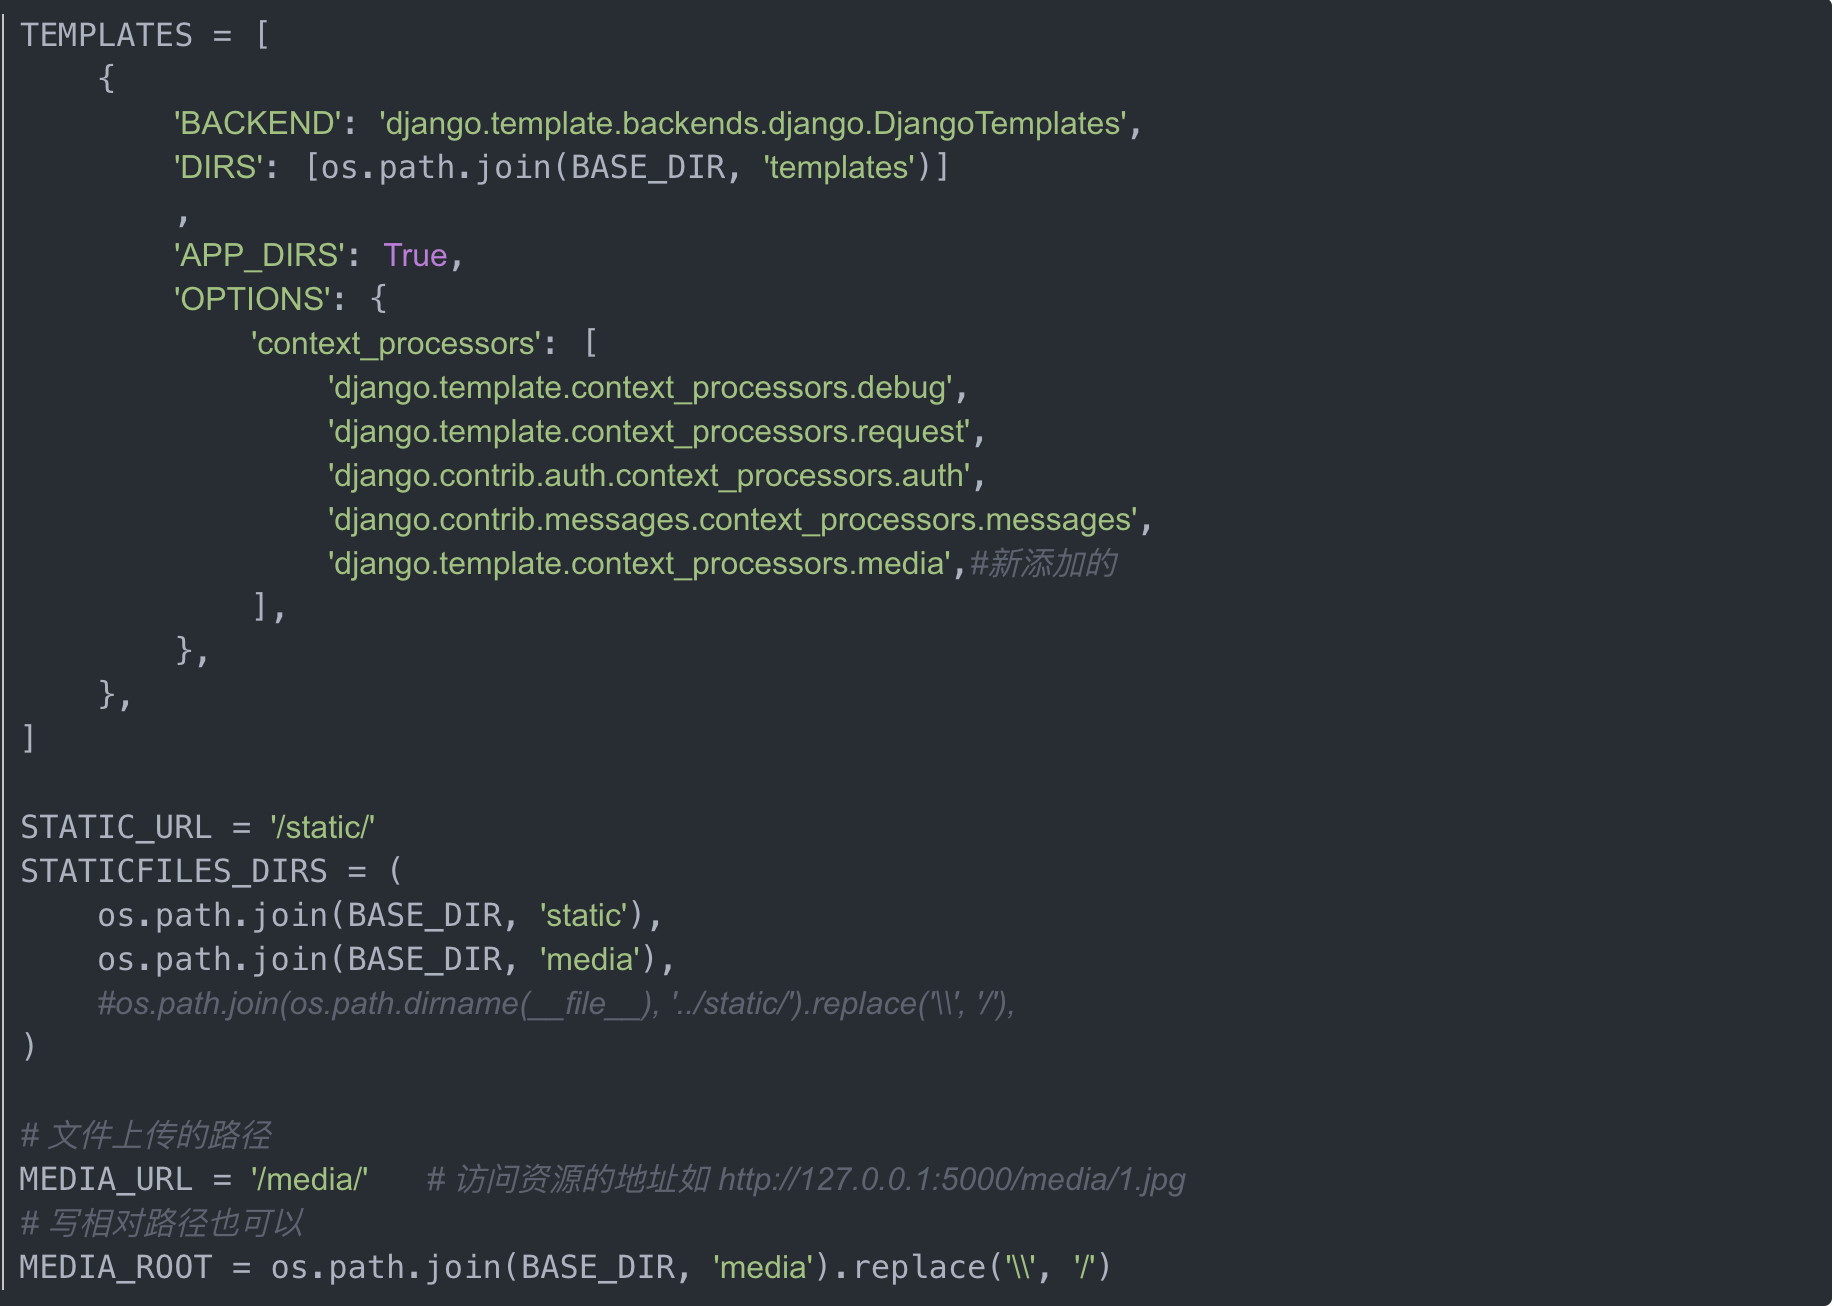 TEMPLATES = [
    {
        'BACKEND': 'django.template.backends.django.DjangoTemplates',
        'DIRS': [os.path.join(BASE_DIR, 'templates')]
        ,
        'APP_DIRS': True,
        'OPTIONS': {
            'context_processors': [
                'django.template.context_processors.debug',
                'django.template.context_processors.request',
                'django.contrib.auth.context_processors.auth',
                'django.contrib.messages.context_processors.messages',
                'django.template.context_processors.media',#新添加的
            ],
        },
    },
]

STATIC_URL = '/static/'
STATICFILES_DIRS = (
    os.path.join(BASE_DIR, 'static'),
    os.path.join(BASE_DIR, 'media'),
    #os.path.join(os.path.dirname(__file__), '../static/').replace('\\', '/'),
)

# 文件上传的路径
MEDIA_URL = '/media/'   # 访问资源的地址如 http://127.0.0.1:5000/media/1.jpg
# 写相对路径也可以
MEDIA_ROOT = os.path.join(BASE_DIR, 'media').replace('\\', '/')